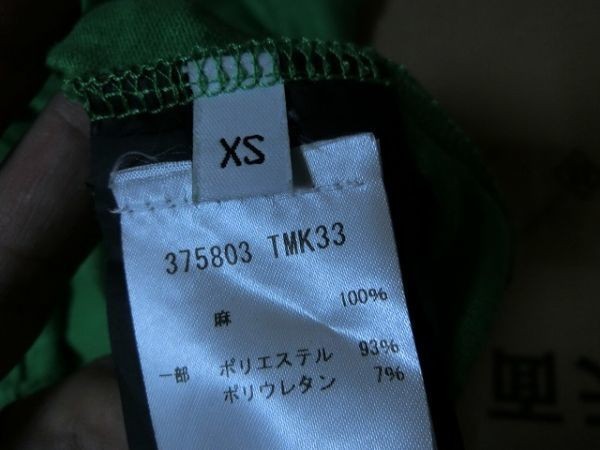 XS
375803 TMK33
麻 100%
一部 ポリエステル 93%
ポリウレタン 7%
面